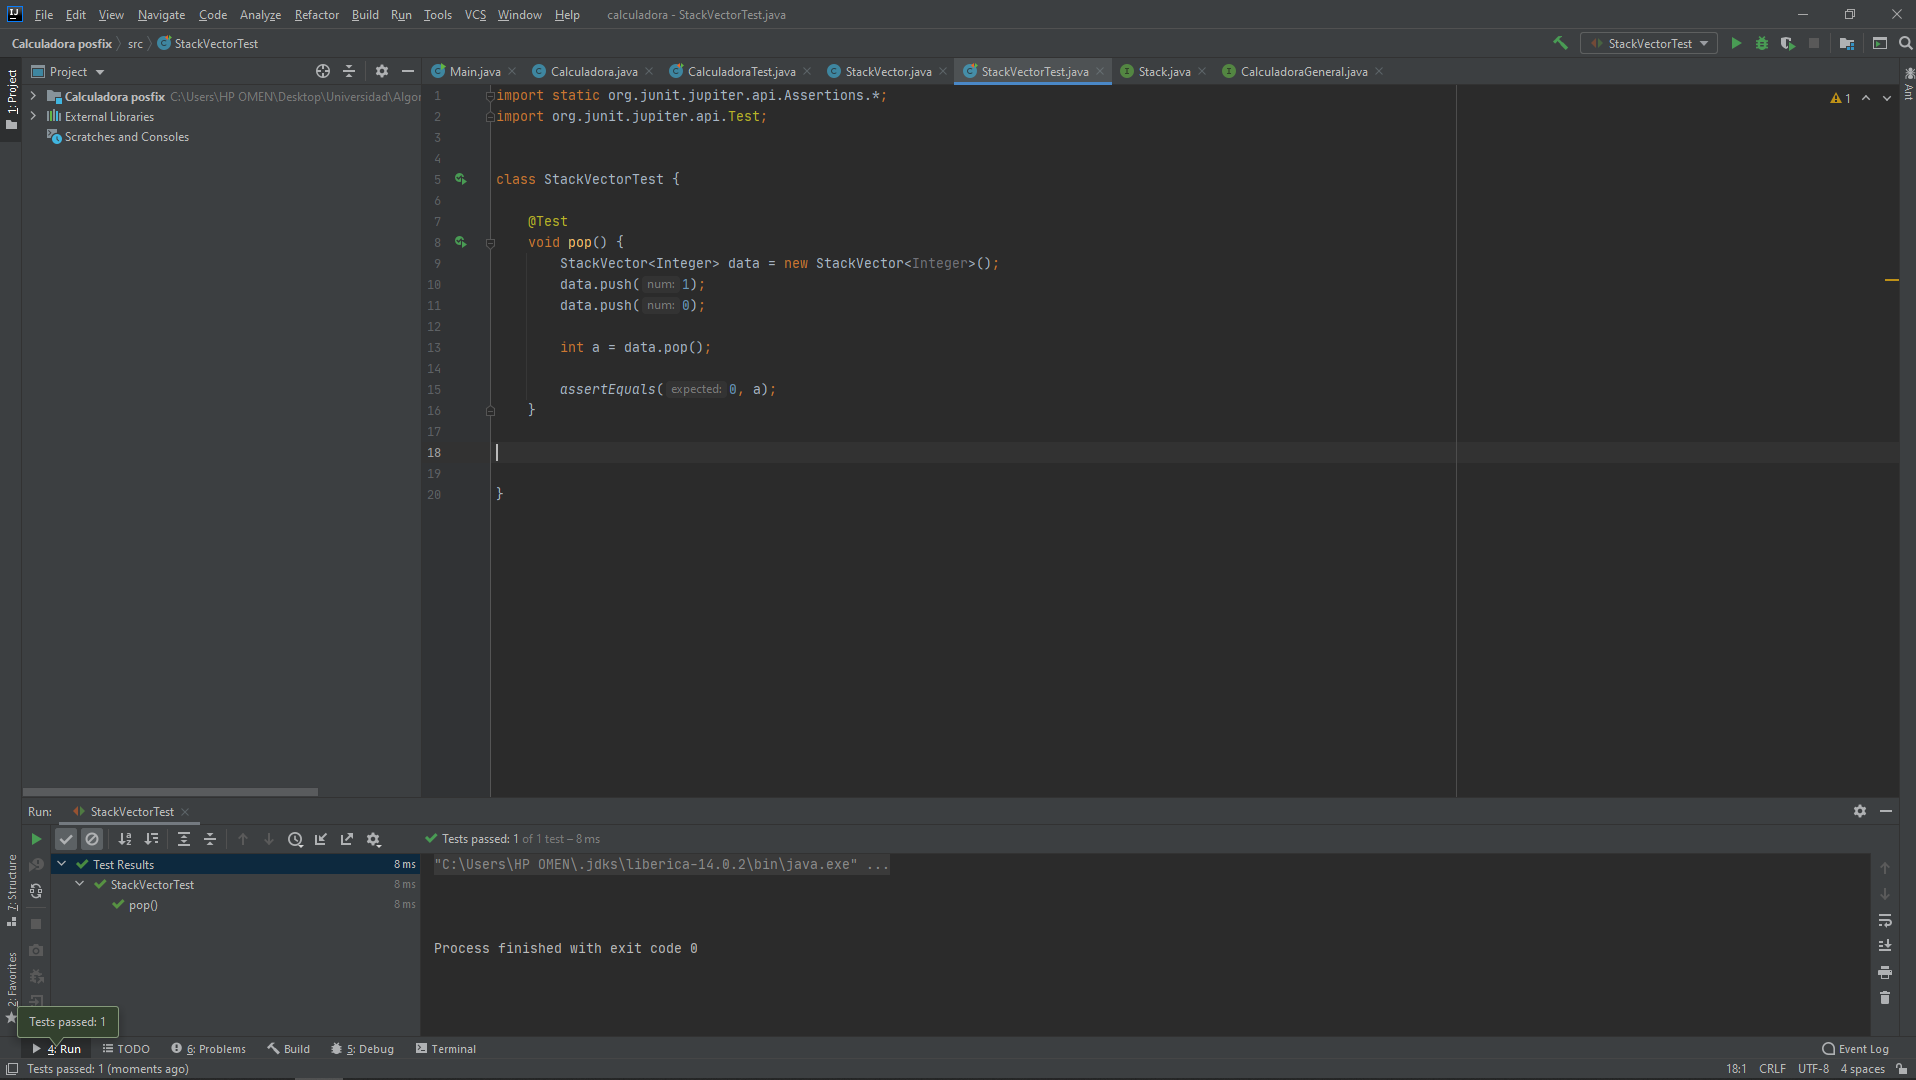 File Edit View Navigate Code Analyze Refactor Build Run Tools VCS Window Help calculadora - StackVectorTest.java
Calculadora posfix src StackVectorTest
StackVectorTest
1: Project
Project
Main.java Calculadora.java CalculadoraTest.java StackVector.java StackVectorTest.java Stack.java CalculadoraGeneral.java
Ant
Calculadora posfix C:\Users\HP OMEN\Desktop\Universidad\Algor
External Libraries
Scratches and Consoles
1
1 import static org.junit.jupiter.api.Assertions.*;
2 import org.junit.jupiter.api.Test;
3
4
5 class StackVectorTest {
6
7 @Test
8 void pop() {
9 StackVector<Integer> data = new StackVector<Integer>();
10 data.push( num: 1);
11 data.push( num: 0);
12
13 int a = data.pop();
14
15 assertEquals( expected: 0, a);
16 }
17
18
19
20 }
Run: StackVectorTest
Tests passed: 1 of 1 test – 8 ms
Test Results 8 ms
StackVectorTest 8 ms
pop() 8 ms
"C:\Users\HP OMEN\.jdks\liberica-14.0.2\bin\java.exe" ...
Process finished with exit code 0
7: Structure
2: Favorites
Tests passed: 1
4: Run TODO 6: Problems Build 5: Debug Terminal Event Log
Tests passed: 1 (moments ago) 18:1 CRLF UTF-8 4 spaces